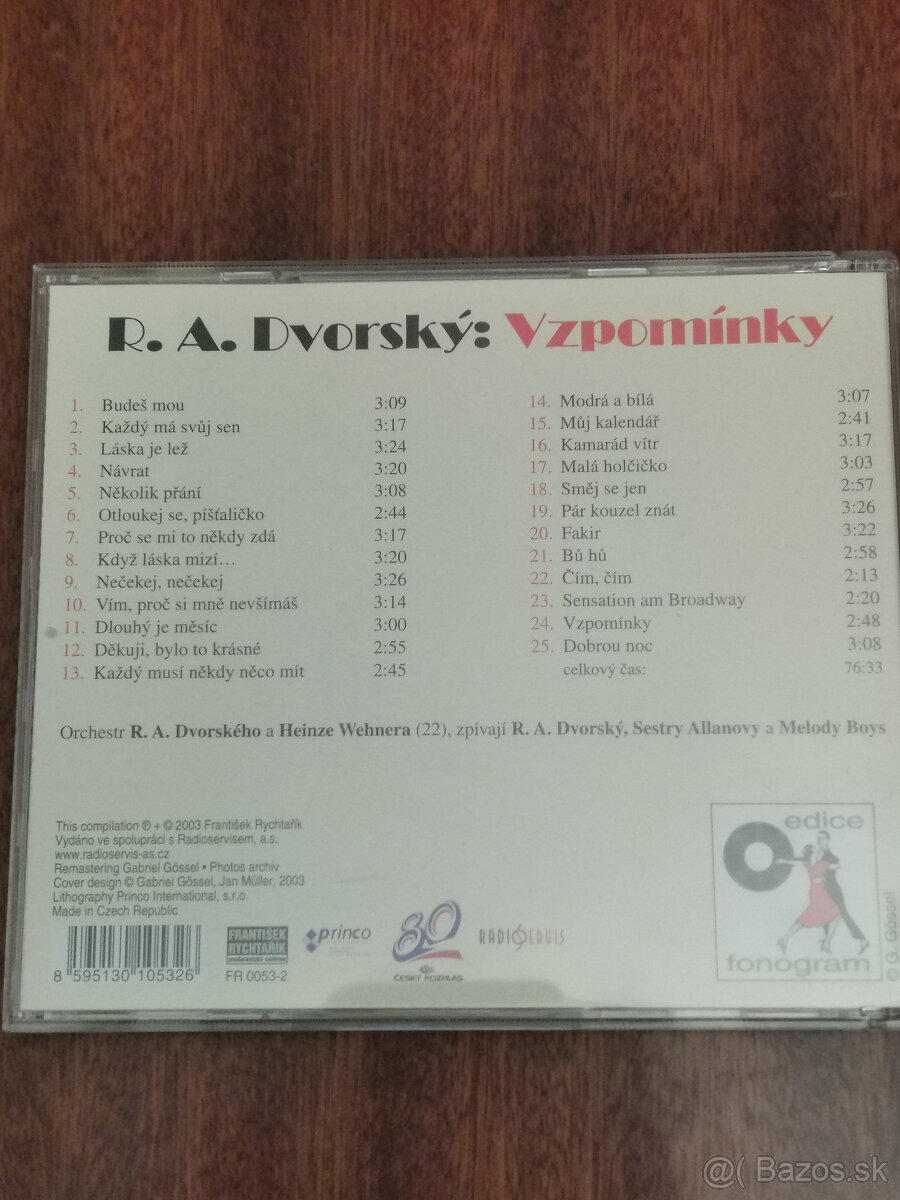 R. A. Dvorský: Vzpomínky
1. Budeš mou 3:09
2. Každý má svůj sen 3:17
3. Láska je lež 3:24
4. Návrat 3:20
5. Několik přání 3:08
6. Otloukej se, píšťaličko 2:44
7. Proč se mi to někdy zdá 3:17
8. Když láska mizí... 3:20
9. Nečekej, nečekej 3:26
10. Vím, proč si mně nevšímáš 3:14
11. Dlouhý je měsíc 3:00
12. Děkuji, bylo to krásné 2:55
13. Každý musí někdy něco mít 2:45
14. Modrá a bílá 3:07
15. Můj kalendář 2:41
16. Kamarád vítr 3:17
17. Malá holčičko 3:03
18. Směj se jen 2:57
19. Pár kouzel znát 3:26
20. Fakir 3:22
21. Bů hů 2:58
22. Čím, čím 2:13
23. Sensation am Broadway 2:20
24. Vzpomínky 2:48
25. Dobrou noc 3:08
celkový čas: 76:33
Orchestr R. A. Dvorského a Heinze Wehnera (22), zpívají R. A. Dvorský, Sestry Allanovy a Melody Boys
This compilation ℗ + © 2003 František Rychtařík
Vydáno ve spolupráci s Radioservisem, a.s.
www.radioservis-as.cz
Remastering Gabriel Gössel • Photos archiv
Cover design © Gabriel Gössel, Jan Müller, 2003
Lithography Princo International, s.r.o.
Made in Czech Republic
8 595130 105326
FRANTIŠEK
RYCHTAŘÍK
FR 0053-2
princo
80
ČESKÝ ROZHLAS
RADIOSERVIS
edice
fonogram
© G. Gössel
@( Bazos.sk